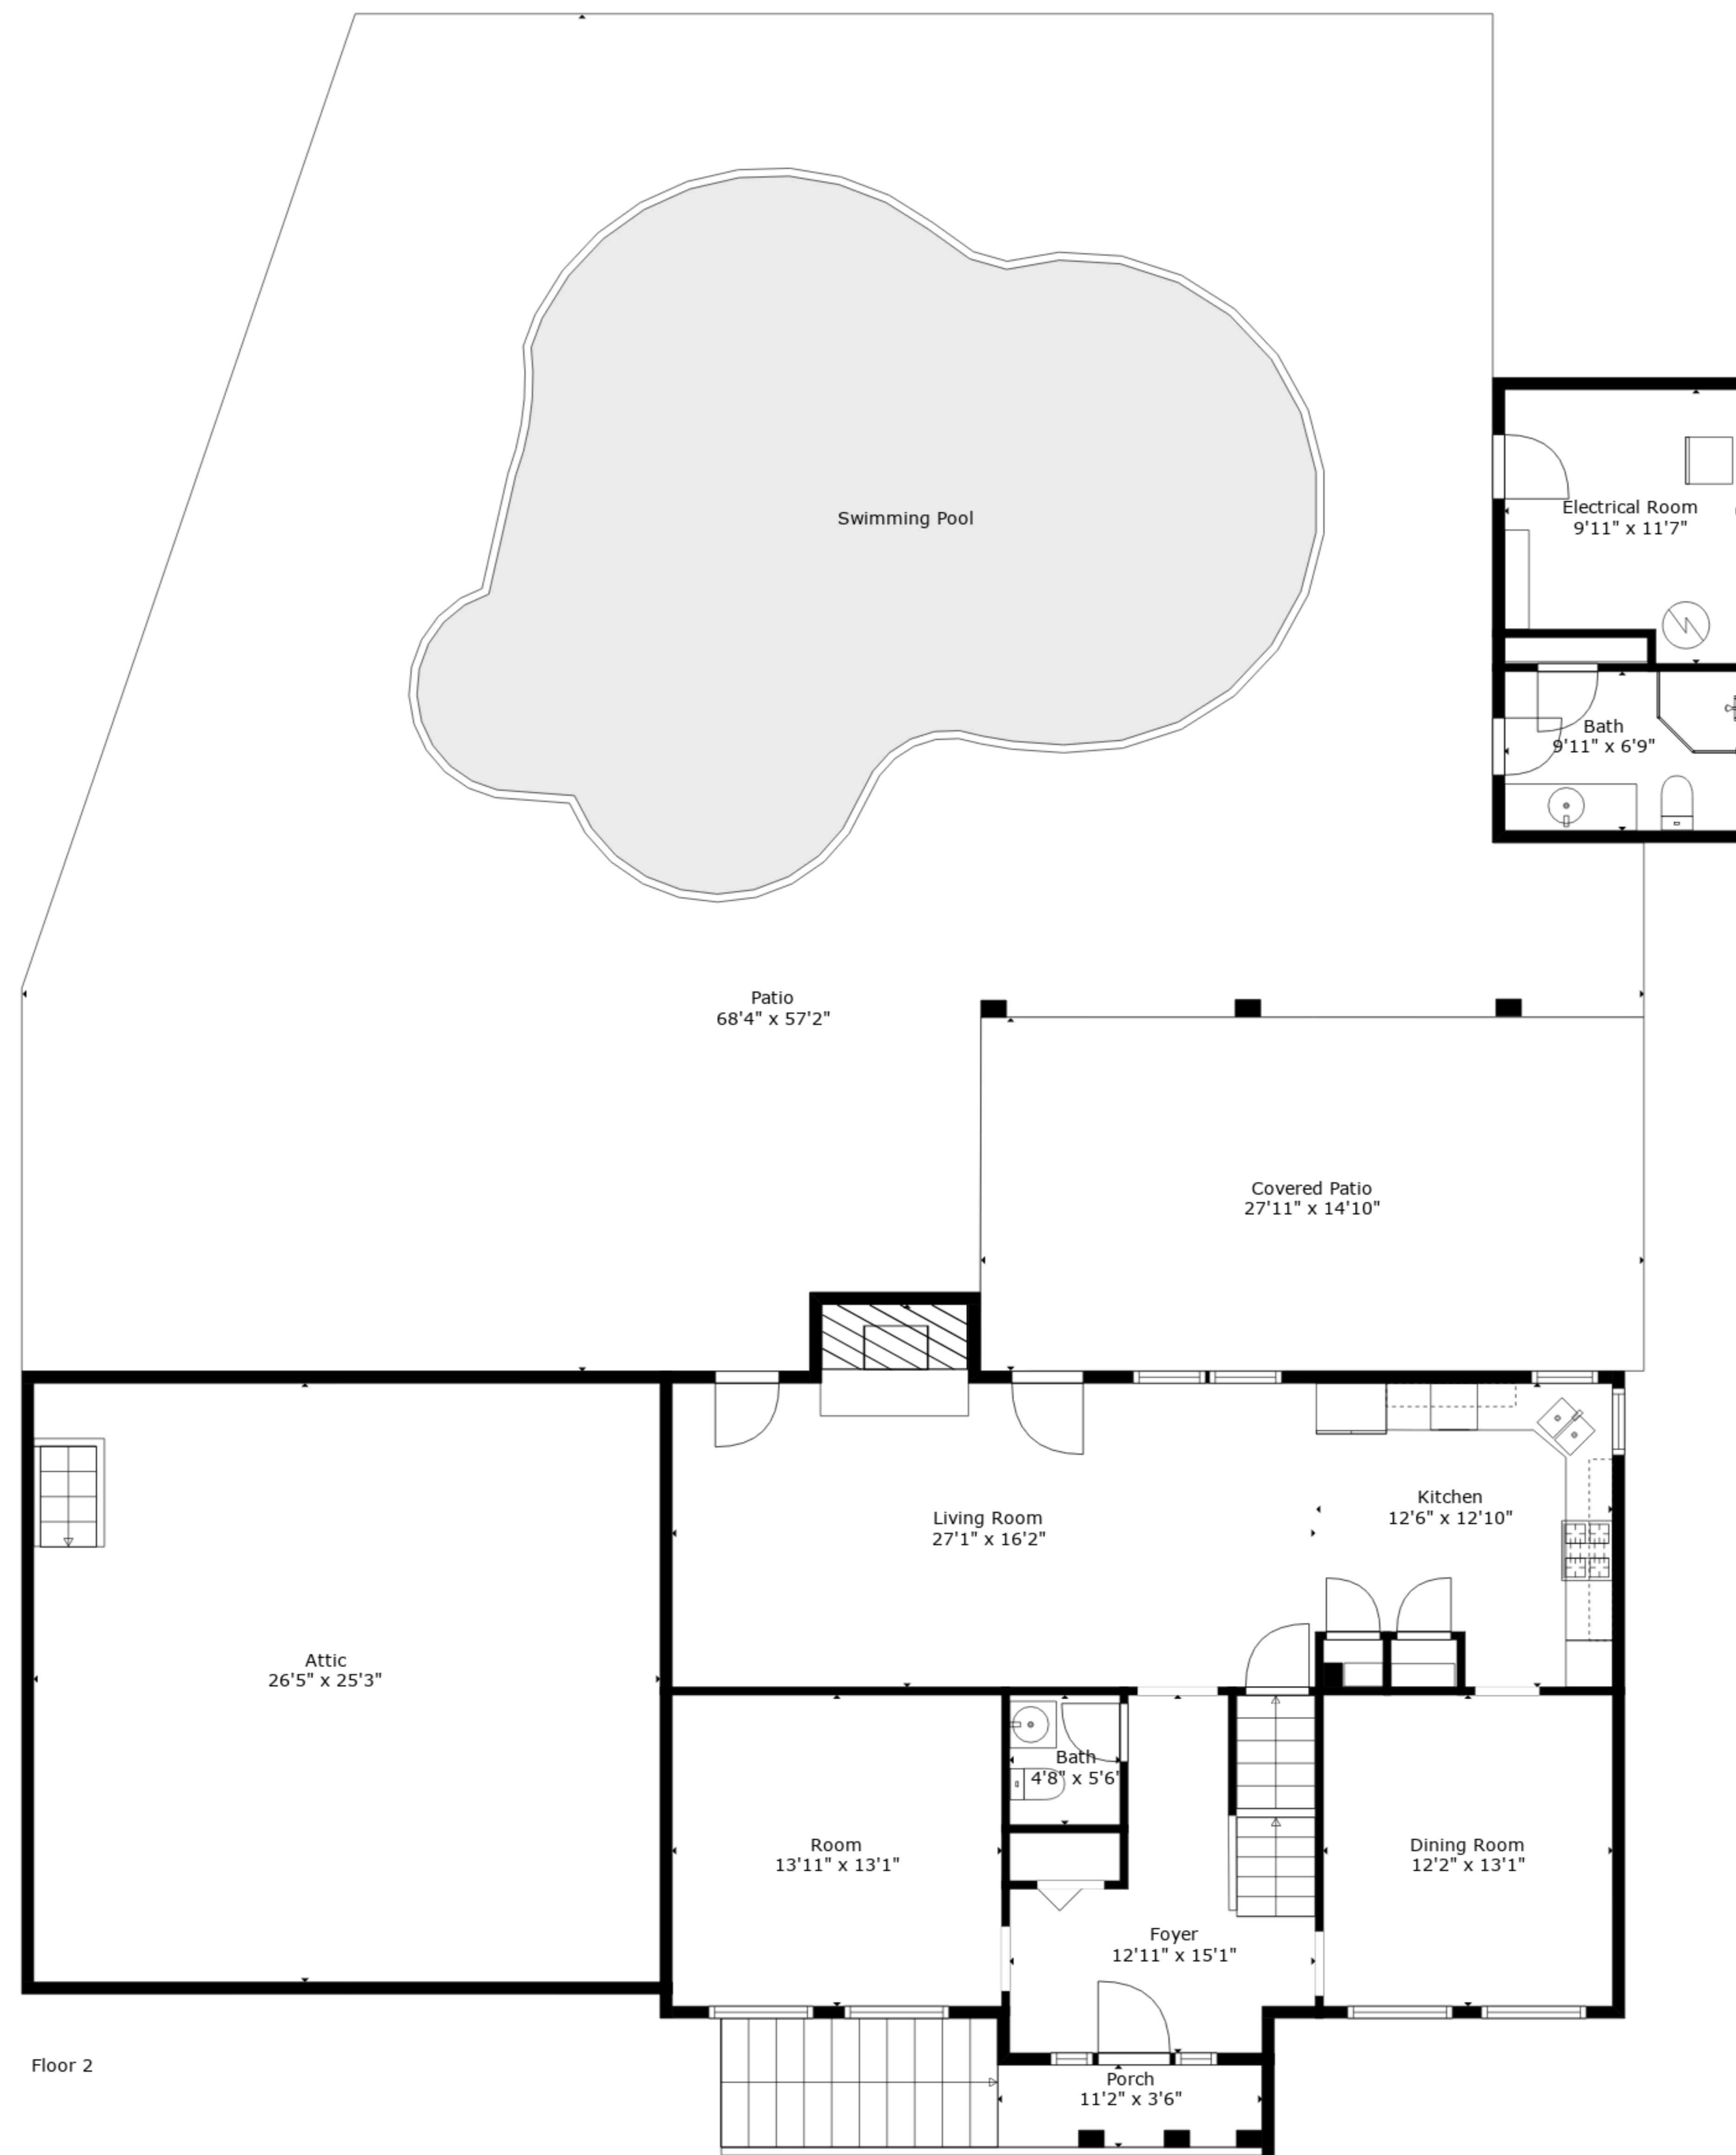 Swimming Pool
Electrical Room
9'11" x 11'7"
Bath
9'11" x 6'9"
Patio
68'4" x 57'2"
Covered Patio
27'11" x 14'10"
Living Room
27'1" x 16'2"
Kitchen
12'6" x 12'10"
Attic
26'5" x 25'3"
Bath
4'8" x 5'6"
Room
13'11" x 13'1"
Dining Room
12'2" x 13'1"
Foyer
12'11" x 15'1"
Floor 2
Porch
11'2" x 3'6"